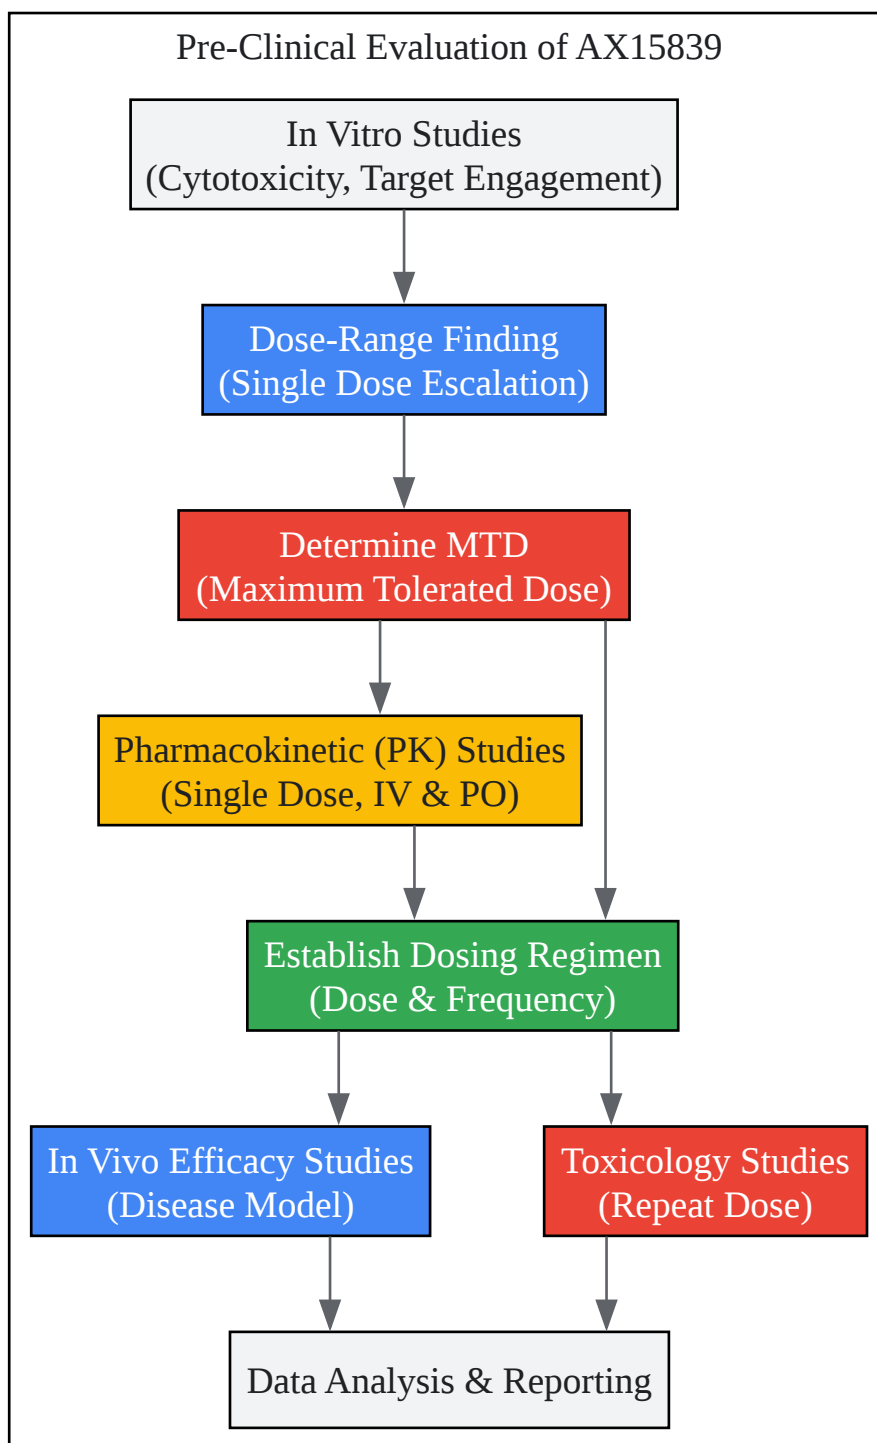 Pre-Clinical Evaluation of AX15839
In Vitro Studies
(Cytotoxicity, Target Engagement)
Dose-Range Finding
(Single Dose Escalation)
Determine MTD
(Maximum Tolerated Dose)
Pharmacokinetic (PK) Studies
(Single Dose, IV & PO)
Establish Dosing Regimen
(Dose & Frequency)
In Vivo Efficacy Studies
(Disease Model)
Toxicology Studies
(Repeat Dose)
Data Analysis & Reporting